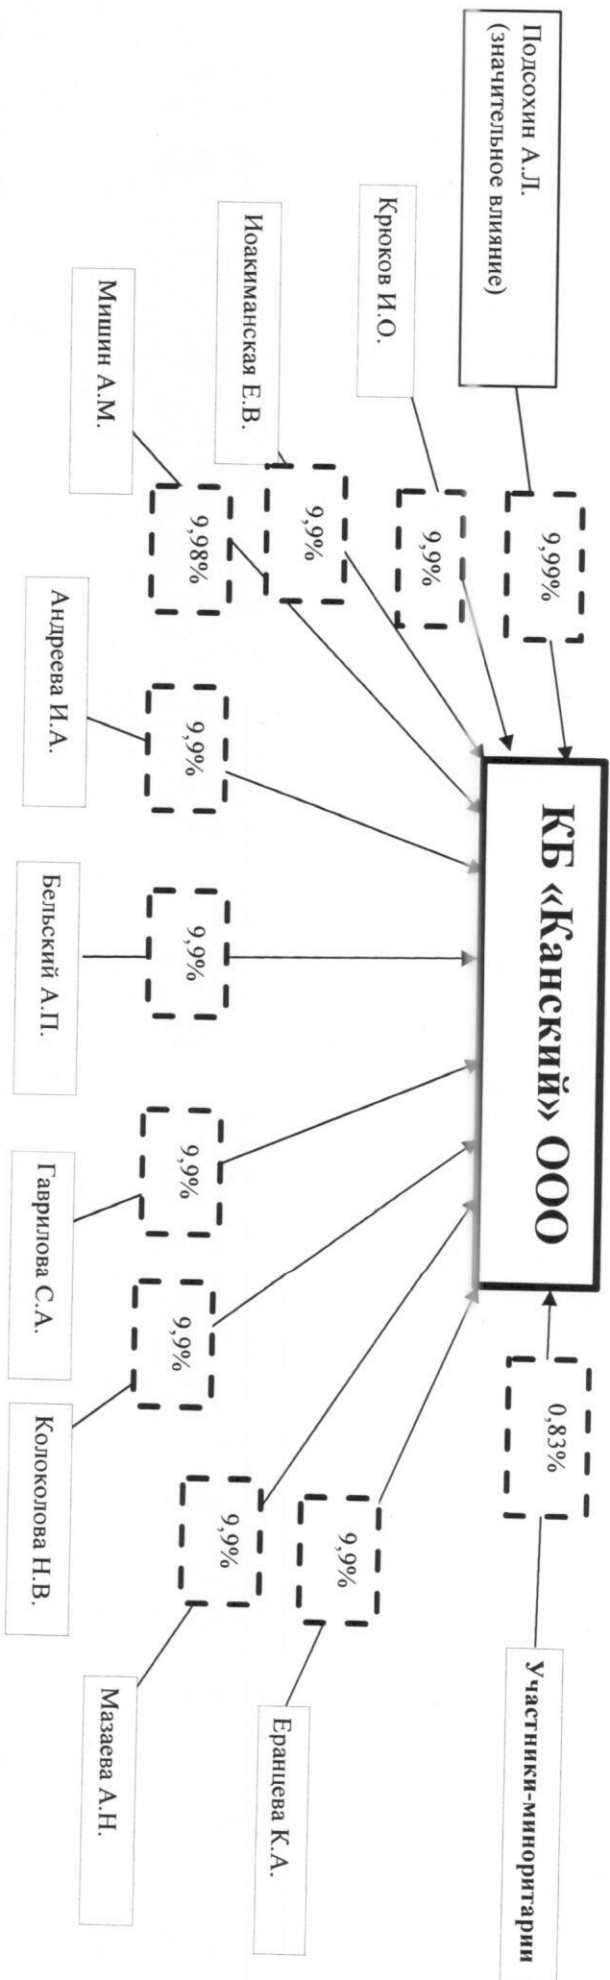 КБ «Канский» ООО
Подсохин А.Л.
(значительное влияние)
9,99%
Крюков И.О.
9,9%
Иоакиманская Е.В.
9,9%
Мишин А.М.
9,98%
Андреева И.А.
9,9%
Бельский А.П.
9,9%
Гаврилова С.А.
9,9%
Колоколова Н.В.
9,9%
Мазаева А.Н.
9,9%
Еранцева К.А.
9,9%
Участники-миноритарии
0,83%